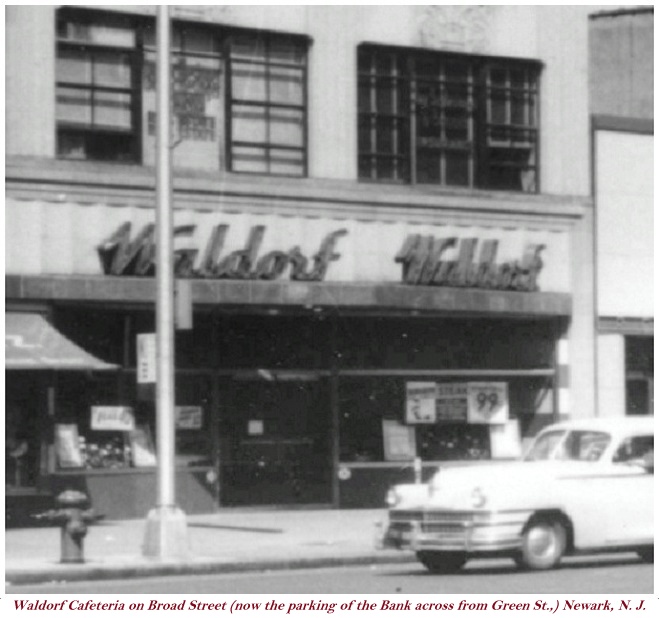 Waldorf Waldorf
STEAK
99
Waldorf Cafeteria on Broad Street (now the parking of the Bank across from Green St.,) Newark, N. J.